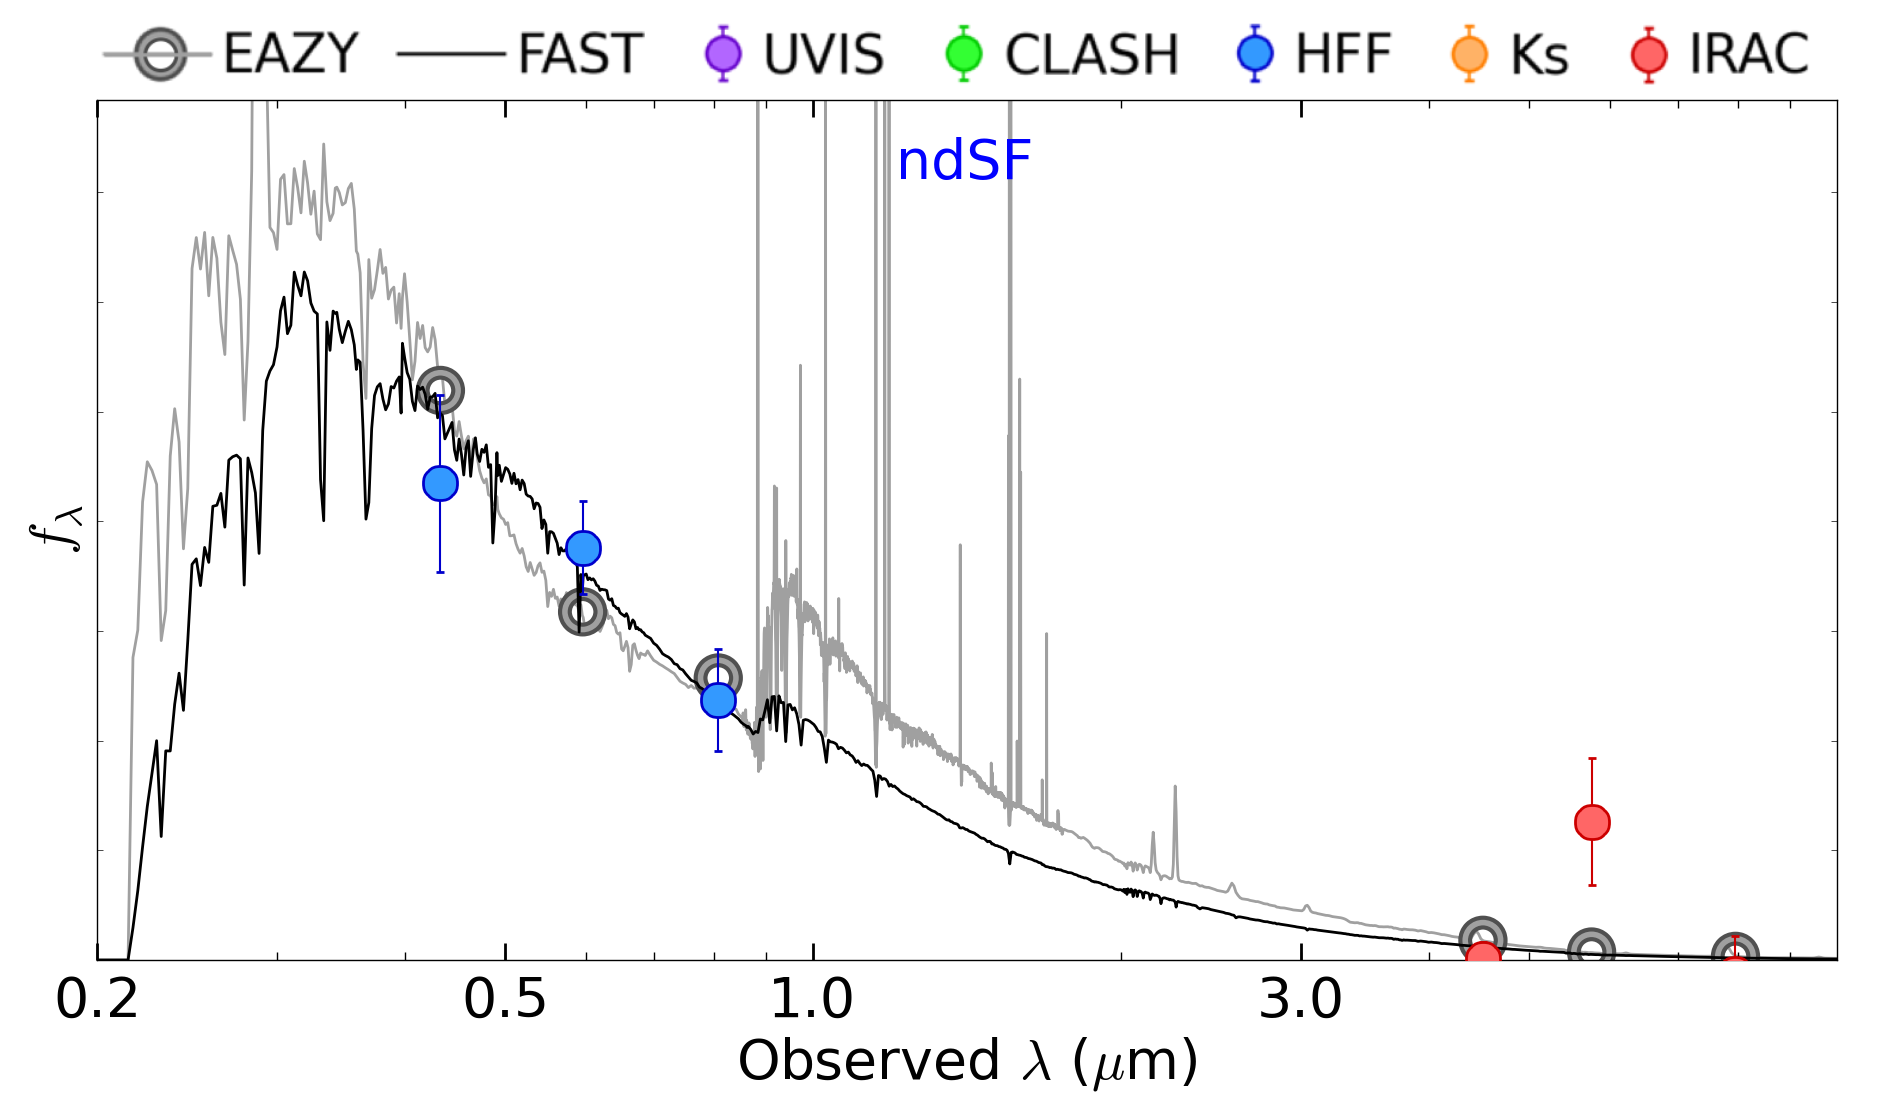 EAZY FAST UVIS CLASH HFF Ks IRAC
ndSF
fλ
0.2 0.5 1.0 3.0
Observed λ (μm)